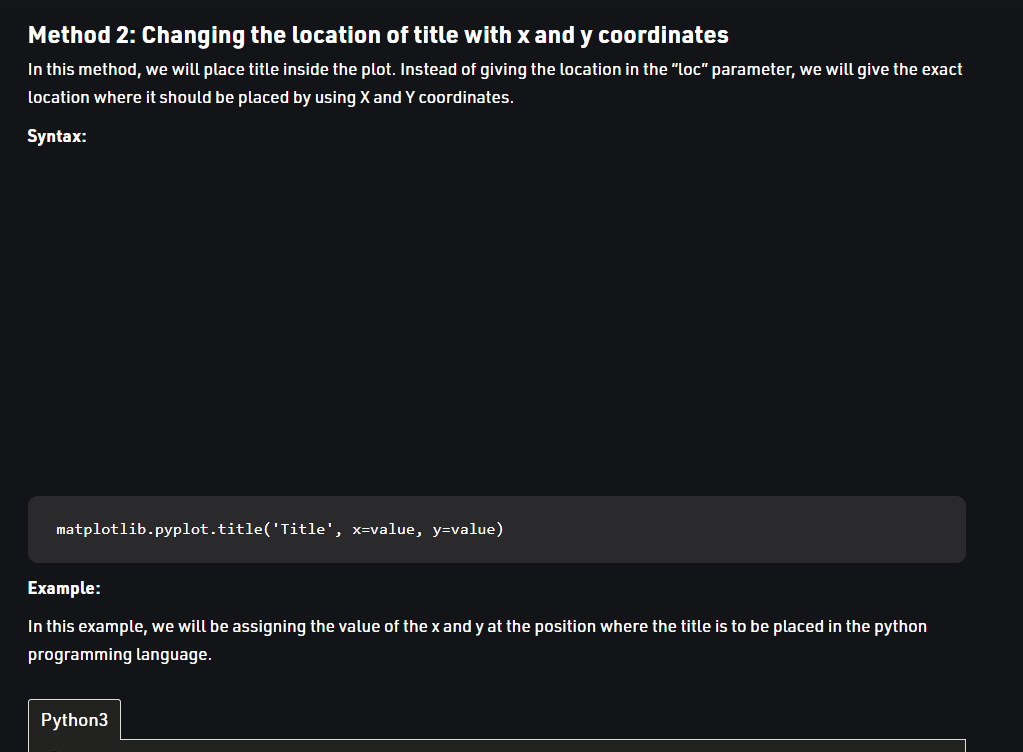 Method 2: Changing the location of title with x and y coordinates
In this method, we will place title inside the plot. Instead of giving the location in the “loc” parameter, we will give the exact
location where it should be placed by using X and Y coordinates.
Syntax:
matplotlib.pyplot.title('Title', x=value, y=value)
Example:
In this example, we will be assigning the value of the x and y at the position where the title is to be placed in the python
programming language.
Python3